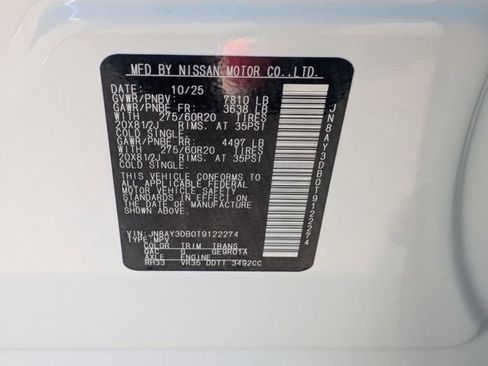 MFD BY NISSAN MOTOR CO.,LTD.
DATE: 10/25
GVWR/PNBV: 7810 LB
GAWR/PNBE FR: 3638 LB
WITH 275/60R20 TIRES
20X81/2J RIMS. AT 35PSI
COLD SINGLE.
GAWR/PNBE RR: 4497 LB
WITH 275/60R20 TIRES
20X81/2J RIMS. AT 35PSI
COLD SINGLE.
THIS VEHICLE CONFORMS TO
ALL APPLICABLE FEDERAL
MOTOR VEHICLE SAFETY
STANDARDS IN EFFECT ON THE
DATE OF MANUFACTURE
SHOWN ABOVE.
VIN: JN8AY3DB0T9122274
TYPE:MPV
COLOR TRIM TRANS
QAC G GE9R01A
AXLE ENGINE
RR33 VR35 DDTT 3492CC
JN8AY3DB0T9122274